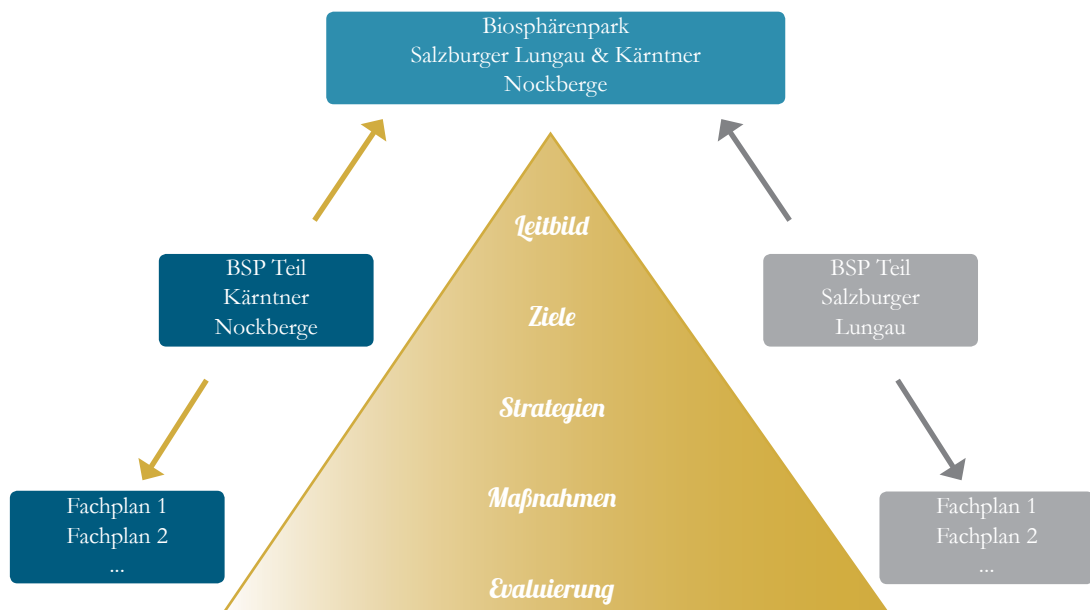 Biosphärenpark
Salzburger Lungau & Kärntner
Nockberge
Leitbild
BSP Teil
Kärntner
Nockberge
BSP Teil
Salzburger
Lungau
Ziele
Strategien
Maßnahmen
Fachplan 1
Fachplan 2
...
Fachplan 1
Fachplan 2
...
Evaluierung